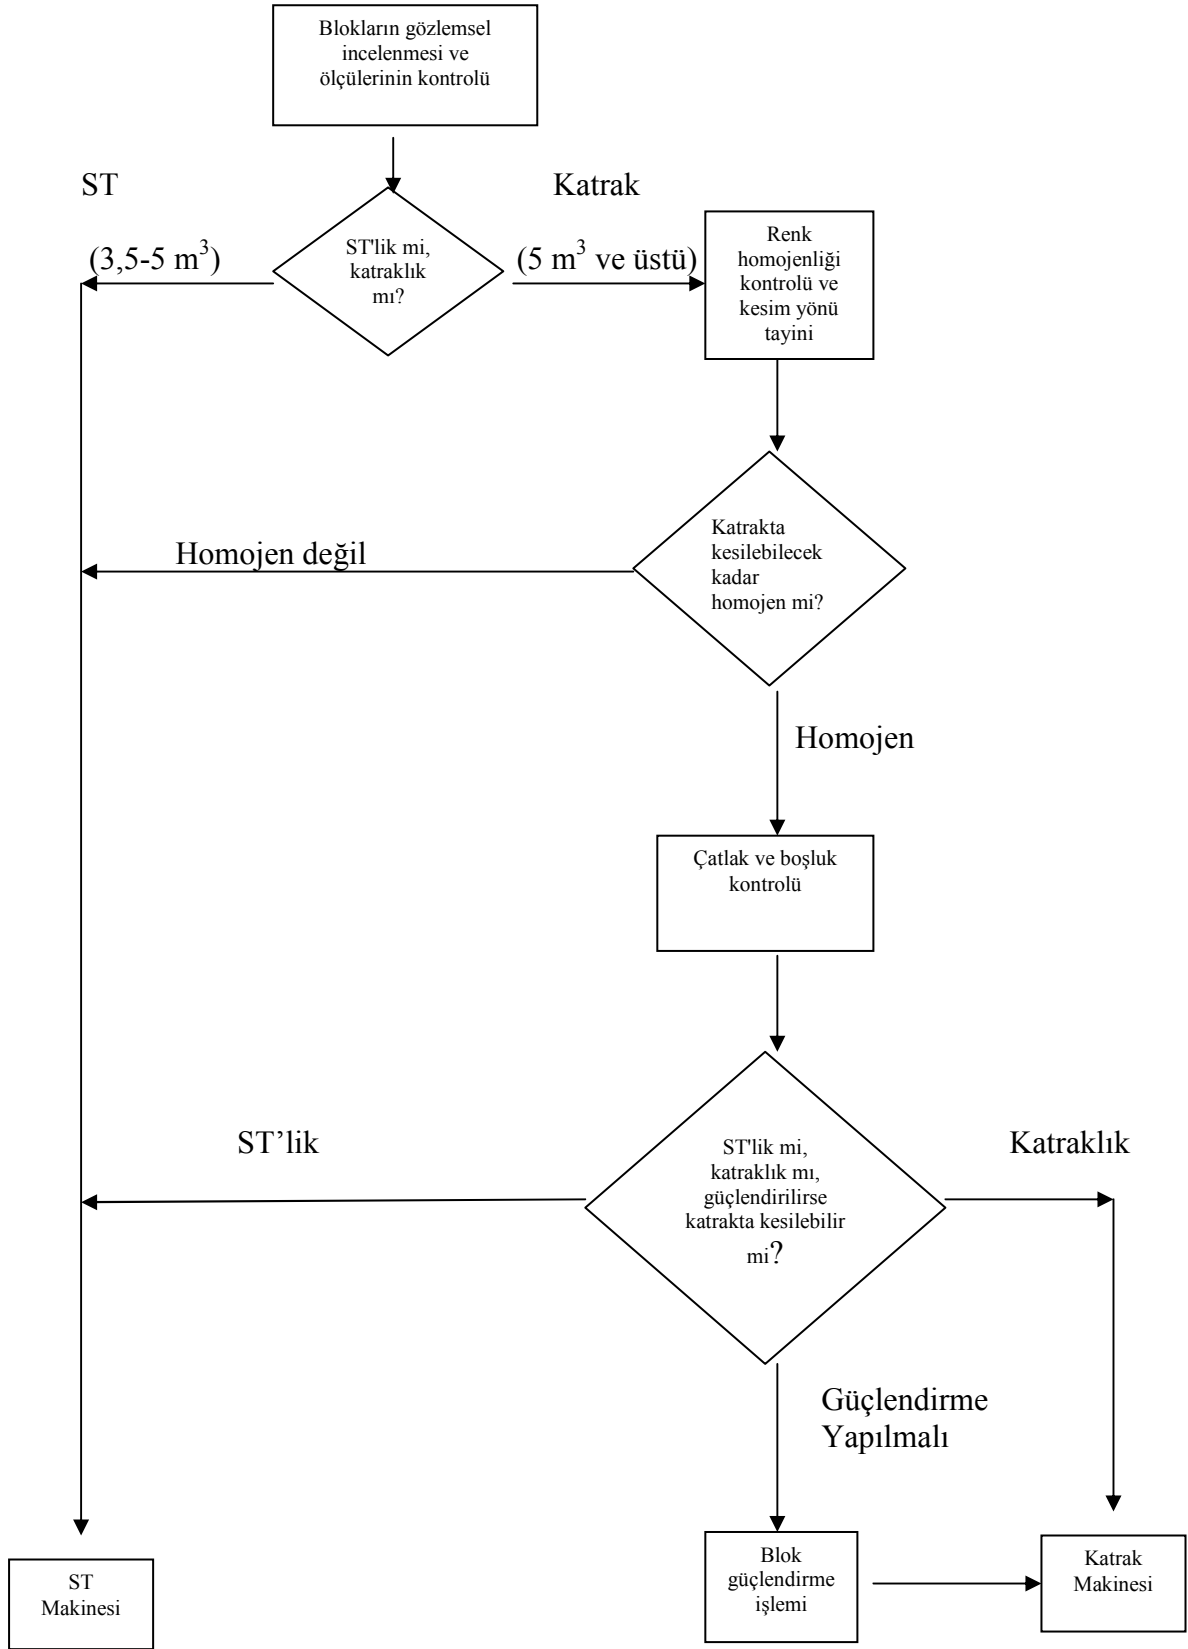 Blokların gözlemsel
incelenmesi ve
ölçülerinin kontrolü
ST
Katrak
(3,5-5 m³)
ST'lik mi,
katraklık
mı?
(5 m³ ve üstü)
Renk
homojenliği
kontrolü ve
kesim yönü
tayini
Homojen değil
Katrakta
kesilebilecek
kadar
homojen mi?
Homojen
Çatlak ve boşluk
kontrolü
ST’lik
ST'lik mi,
katraklık mı,
güçlendirilirse
katrakta kesilebilir
mi?
Katraklık
Güçlendirme
Yapılmalı
ST
Makinesi
Blok
güçlendirme
işlemi
Katrak
Makinesi